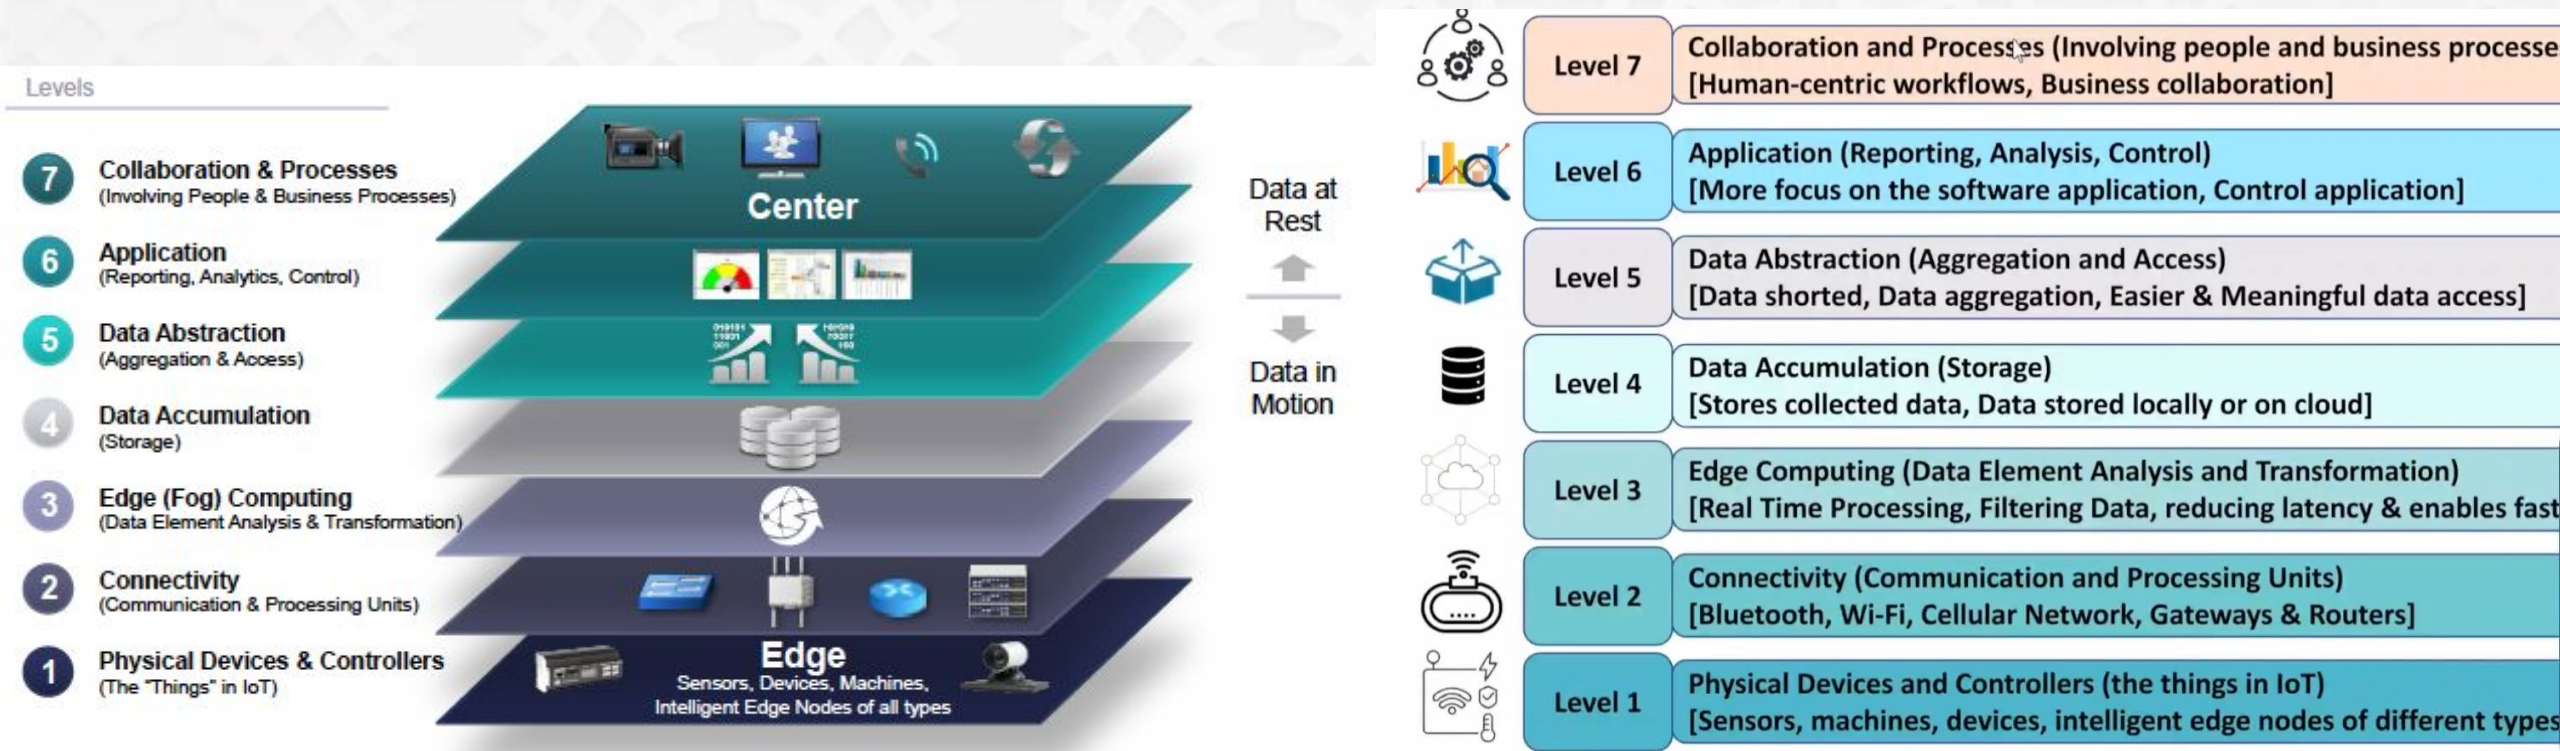 Levels
7
Collaboration & Processes
(Involving People & Business Processes)
6
Application
(Reporting, Analytics, Control)
5
Data Abstraction
(Aggregation & Access)
4
Data Accumulation
(Storage)
3
Edge (Fog) Computing
(Data Element Analysis & Transformation)
2
Connectivity
(Communication & Processing Units)
1
Physical Devices & Controllers
(The "Things" in IoT)
Center
Edge
Sensors, Devices, Machines,
Intelligent Edge Nodes of all types
Data at
Rest
Data in
Motion
Level 7
Collaboration and Processes (Involving people and business processe
[Human-centric workflows, Business collaboration]
Level 6
Application (Reporting, Analysis, Control)
[More focus on the software application, Control application]
Level 5
Data Abstraction (Aggregation and Access)
[Data shorted, Data aggregation, Easier & Meaningful data access]
Level 4
Data Accumulation (Storage)
[Stores collected data, Data stored locally or on cloud]
Level 3
Edge Computing (Data Element Analysis and Transformation)
[Real Time Processing, Filtering Data, reducing latency & enables fast
Level 2
Connectivity (Communication and Processing Units)
[Bluetooth, Wi-Fi, Cellular Network, Gateways & Routers]
Level 1
Physical Devices and Controllers (the things in IoT)
[Sensors, machines, devices, intelligent edge nodes of different types